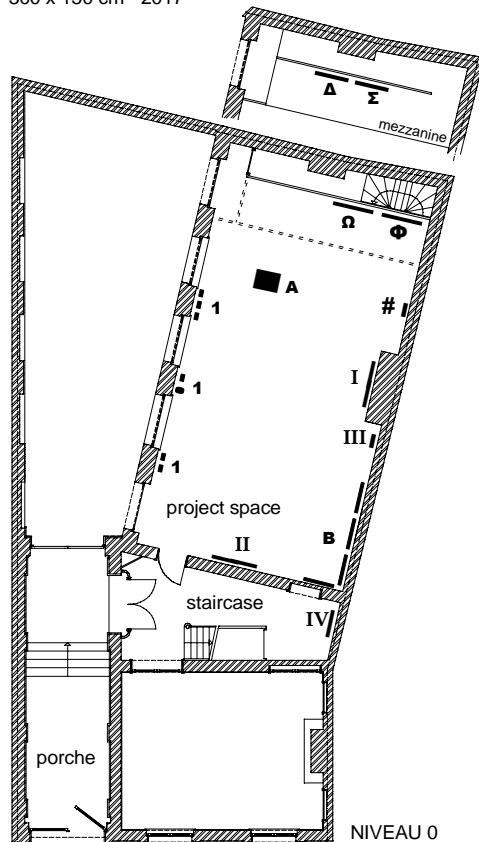 300 x 150 cm - 2017
Δ Σ
mezzanine
Ω Φ
A
#
1
I
1
III
1
project space
B
II
staircase
IV
porche
NIVEAU 0